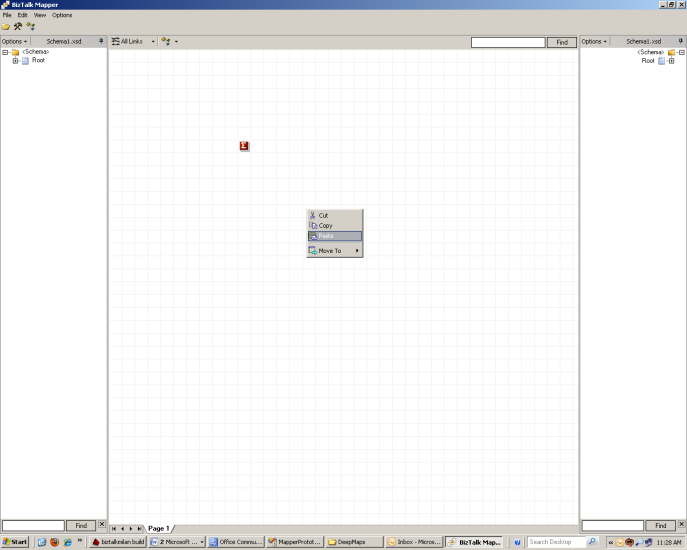 BizTalk Mapper
File Edit View Options
Options Schema1.xsd
All Links
Find
Options Schema1.xsd
<Schema>
Root
<Schema>
Root
Σ
Cut
Copy
Paste
Move To
Find
Page 1
Find
Start
biztalkmilan build
2 Microsoft ...
Office Commu...
MapperProtot...
DeepMaps
Inbox - Micros...
BizTalk Map...
Search Desktop
11:28 AM